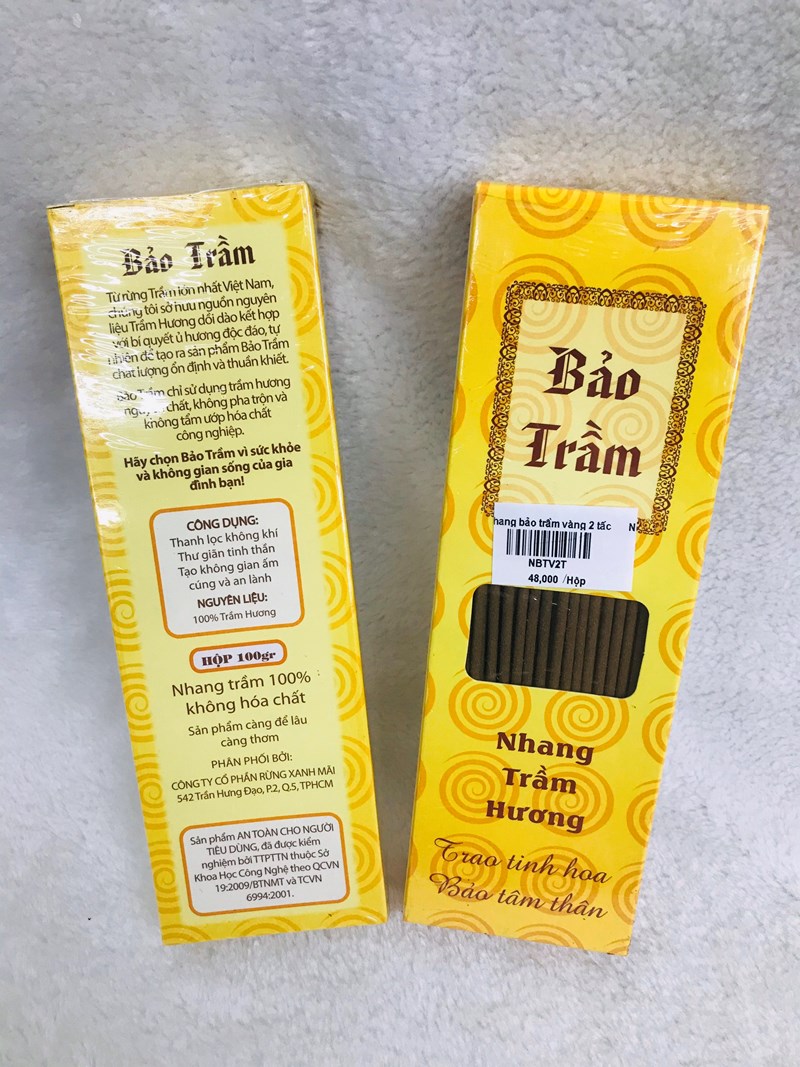 Bảo Trầm
Từ rừng Trầm lớn nhất Việt Nam,
chúng tôi sở hữu nguồn nguyên
liệu Trầm Hương dồi dào kết hợp
với bí quyết ủ hương độc đáo, tự
nhiên để tạo ra sản phẩm Bảo Trầm
chất lượng ổn định và thuần khiết.
Bảo Trầm chỉ sử dụng trầm hương
nguyên chất, không pha trộn và
không tẩm ướp hóa chất
công nghiệp.
Hãy chọn Bảo Trầm vì sức khỏe
và không gian sống của gia
đình bạn!
CÔNG DỤNG:
Thanh lọc không khí
Thư giãn tinh thần
Tạo không gian ấm
cúng và an lành
NGUYÊN LIỆU:
100% Trầm Hương
HỘP 100gr
Nhang trầm 100%
không hóa chất
Sản phẩm càng để lâu
càng thơm
PHÂN PHỐI BỞI:
CÔNG TY CỔ PHẦN RỪNG XANH MÃI
542 Trần Hưng Đạo, P.2, Q.5, TPHCM
Sản phẩm AN TOÀN CHO NGƯỜI
TIÊU DÙNG, đã được kiểm
nghiệm bởi TTPTTN thuộc Sở
Khoa Học Công Nghệ theo QCVN
19:2009/BTNMT và TCVN
6994:2001.
Bảo
Trầm
hang bảo trầm vàng 2 tấc N
NBTV2T
48,000 /Hộp
Nhang
Trầm
Hương
Trao tinh hoa
Bảo tâm thân